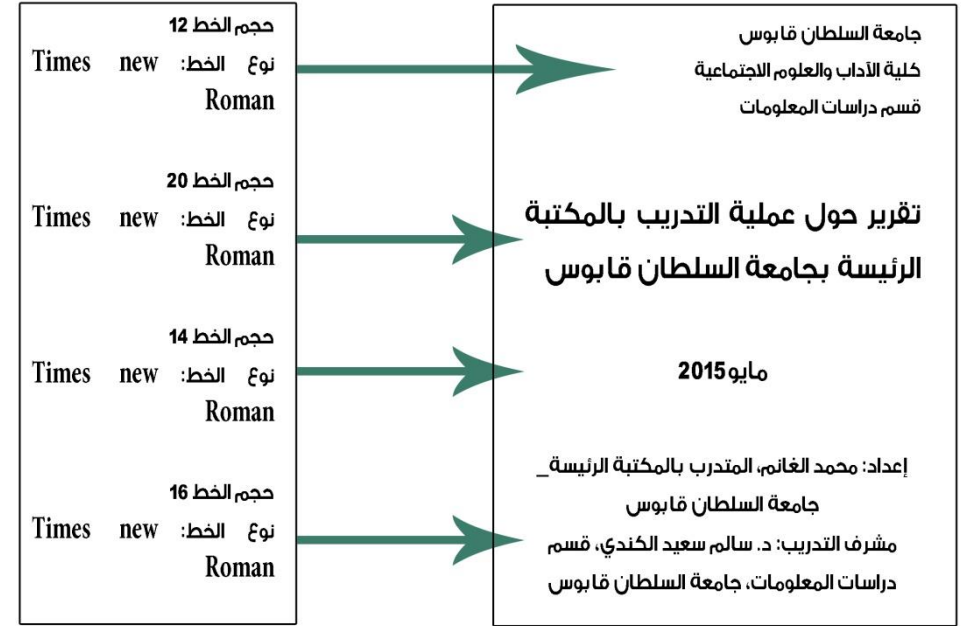 جامعة السلطان قابوس
كلية الآداب والعلوم الاجتماعية
قسم دراسات المعلومات
تقرير حول عملية التدريب بالمكتبة
الرئيسة بجامعة السلطان قابوس
مايو2015
إعداد: محمد الغانم، المتدرب بالمكتبة الرئيسة_
جامعة السلطان قابوس
مشرف التدريب: د. سالم سعيد الكندي، قسم
دراسات المعلومات، جامعة السلطان قابوس
حجم الخط 12
نوع الخط: Times new
Roman
حجم الخط 20
نوع الخط: Times new
Roman
حجم الخط 14
نوع الخط: Times new
Roman
حجم الخط 16
نوع الخط: Times new
Roman